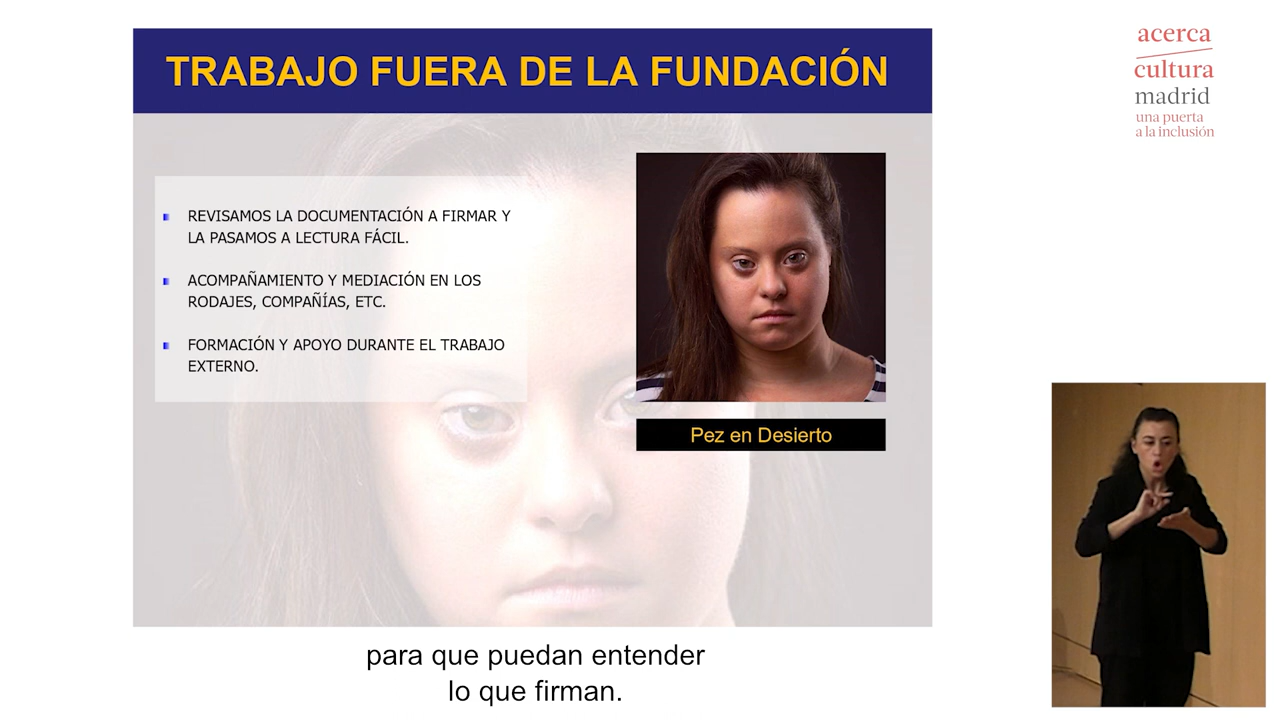 TRABAJO FUERA DE LA FUNDACIÓN
REVISAMOS LA DOCUMENTACIÓN A FIRMAR Y
LA PASAMOS A LECTURA FÁCIL.
ACOMPAÑAMIENTO Y MEDIACIÓN EN LOS
RODAJES, COMPAÑÍAS, ETC.
FORMACIÓN Y APOYO DURANTE EL TRABAJO
EXTERNO.
Pez en Desierto
acerca
cultura
madrid
una puerta
a la inclusión
para que puedan entender
lo que firman.